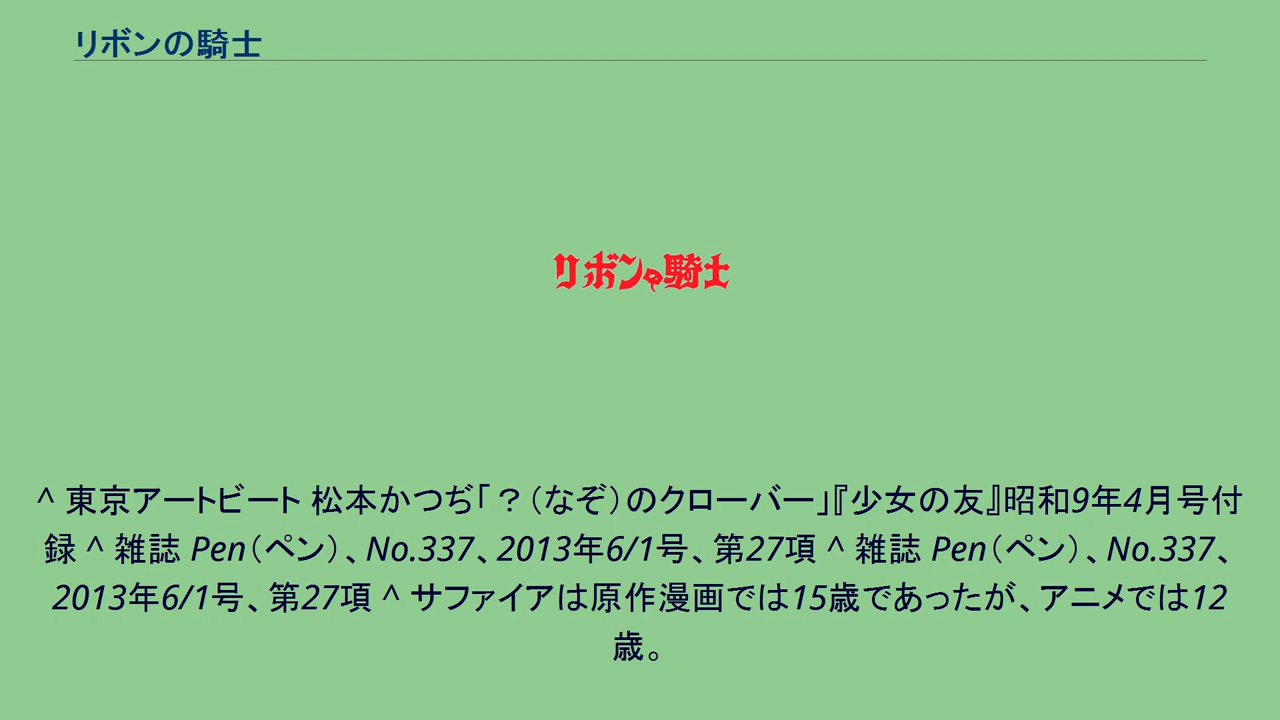 リボンの騎士
リボンの騎士
^ 東京アートビート 松本かつぢ「？（なぞ）のクローバー」『少女の友』昭和9年4月号付
録 ^ 雑誌 Pen（ペン）、No.337、2013年6/1号、第27項 ^ 雑誌 Pen（ペン）、No.337、
2013年6/1号、第27項 ^ サファイアは原作漫画では15歳であったが、アニメでは12
歳。